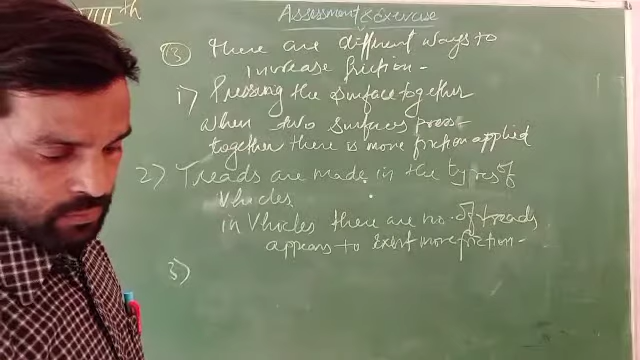 th
Assessment & Exercise
(13) There are different ways to
increase friction -
i) Pressing the surface together
when two surfaces press
together there is more friction applied
2) Treads are made in the tyres of
Vhicles
in Vhicles there are no. of treads
appears to exert more friction -
3)